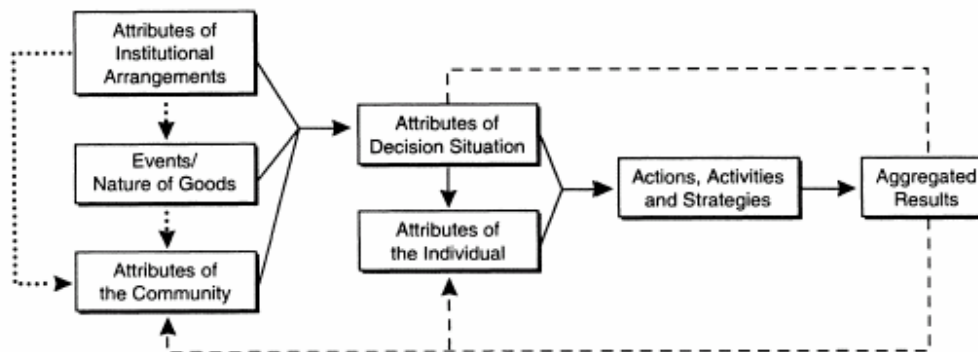 Attributes of
Institutional
Arrangements
Events/
Nature of Goods
Attributes of
the Community
Attributes of
Decision Situation
Attributes of
the Individual
Actions, Activities
and Strategies
Aggregated
Results